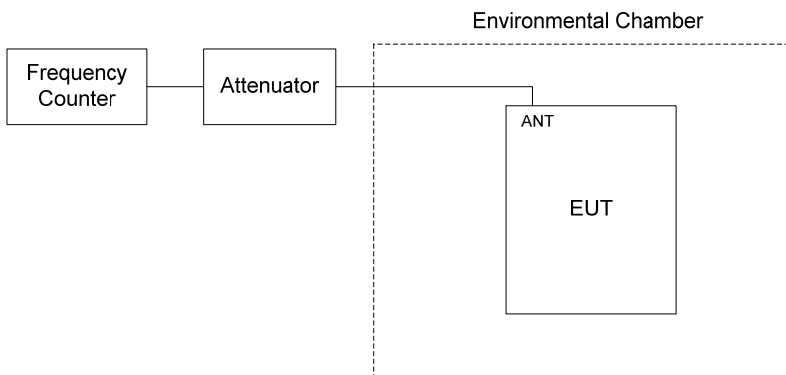 Environmental Chamber
Frequency
Counter
Attenuator
ANT
EUT